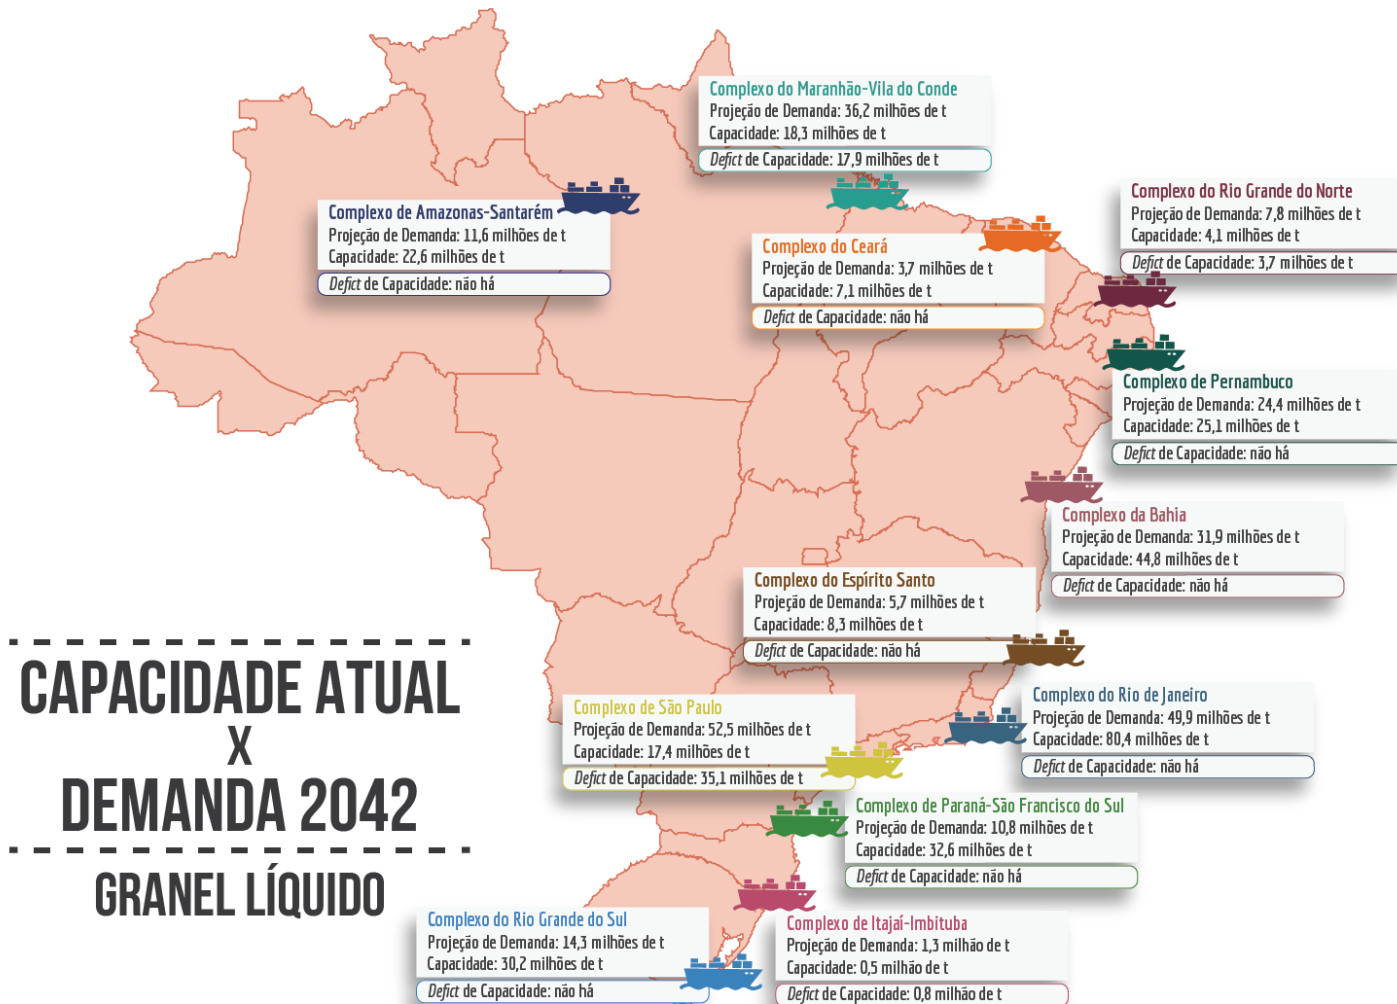 Complexo do Maranhão-Vila do Conde
Projeção de Demanda: 36,2 milhões de t
Capacidade: 18,3 milhões de t
Defict de Capacidade: 17,9 milhões de t
Complexo do Rio Grande do Norte
Projeção de Demanda: 7,8 milhões de t
Capacidade: 4,1 milhões de t
Defict de Capacidade: 3,7 milhões de t
Complexo de Amazonas-Santarém
Projeção de Demanda: 11,6 milhões de t
Capacidade: 22,6 milhões de t
Defict de Capacidade: não há
Complexo do Ceará
Projeção de Demanda: 3,7 milhões de t
Capacidade: 7,1 milhões de t
Defict de Capacidade: não há
Complexo de Pernambuco
Projeção de Demanda: 24,4 milhões de t
Capacidade: 25,1 milhões de t
Defict de Capacidade: não há
Complexo da Bahia
Projeção de Demanda: 31,9 milhões de t
Capacidade: 44,8 milhões de t
Defict de Capacidade: não há
Complexo do Espírito Santo
Projeção de Demanda: 5,7 milhões de t
Capacidade: 8,3 milhões de t
Defict de Capacidade: não há
CAPACIDADE ATUAL
X
DEMANDA 2042
GRANEL LÍQUIDO
Complexo do Rio de Janeiro
Projeção de Demanda: 49,9 milhões de t
Capacidade: 80,4 milhões de t
Defict de Capacidade: não há
Complexo de São Paulo
Projeção de Demanda: 52,5 milhões de t
Capacidade: 17,4 milhões de t
Defict de Capacidade: 35,1 milhões de t
Complexo de Paraná-São Francisco do Sul
Projeção de Demanda: 10,8 milhões de t
Capacidade: 32,6 milhões de t
Defict de Capacidade: não há
Complexo do Rio Grande do Sul
Projeção de Demanda: 14,3 milhões de t
Capacidade: 30,2 milhões de t
Defict de Capacidade: não há
Complexo de Itajaí-Imbituba
Projeção de Demanda: 1,3 milhão de t
Capacidade: 0,5 milhão de t
Defict de Capacidade: 0,8 milhão de t